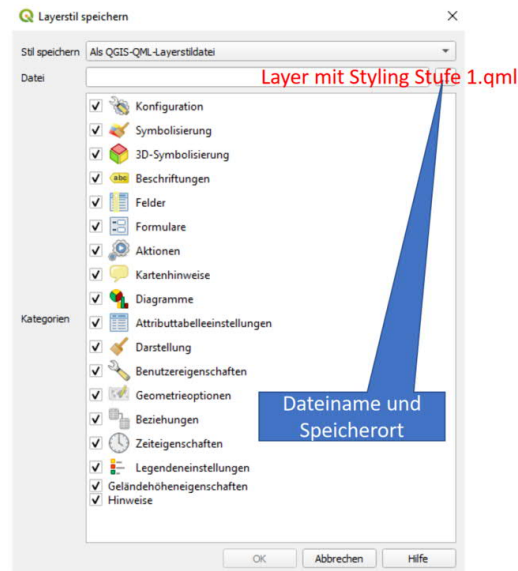 Layerstil speichern
Stil speichern Als QGIS-QML-Layerstildatei
Datei Layer mit Styling Stufe 1.qml
Konfiguration
Symbolisierung
3D-Symbolisierung
abc Beschriftungen
Felder
Formulare
Aktionen
Kartenhinweise
Diagramme
Kategorien Attributtabelleeinstellungen
Darstellung
Benutzereigenschaften
Geometrieoptionen
Beziehungen
Zeiteigenschaften
Legendeneinstellungen
Geländehöheneigenschaften
Hinweise
Dateiname und
Speicherort
OK Abbrechen Hilfe